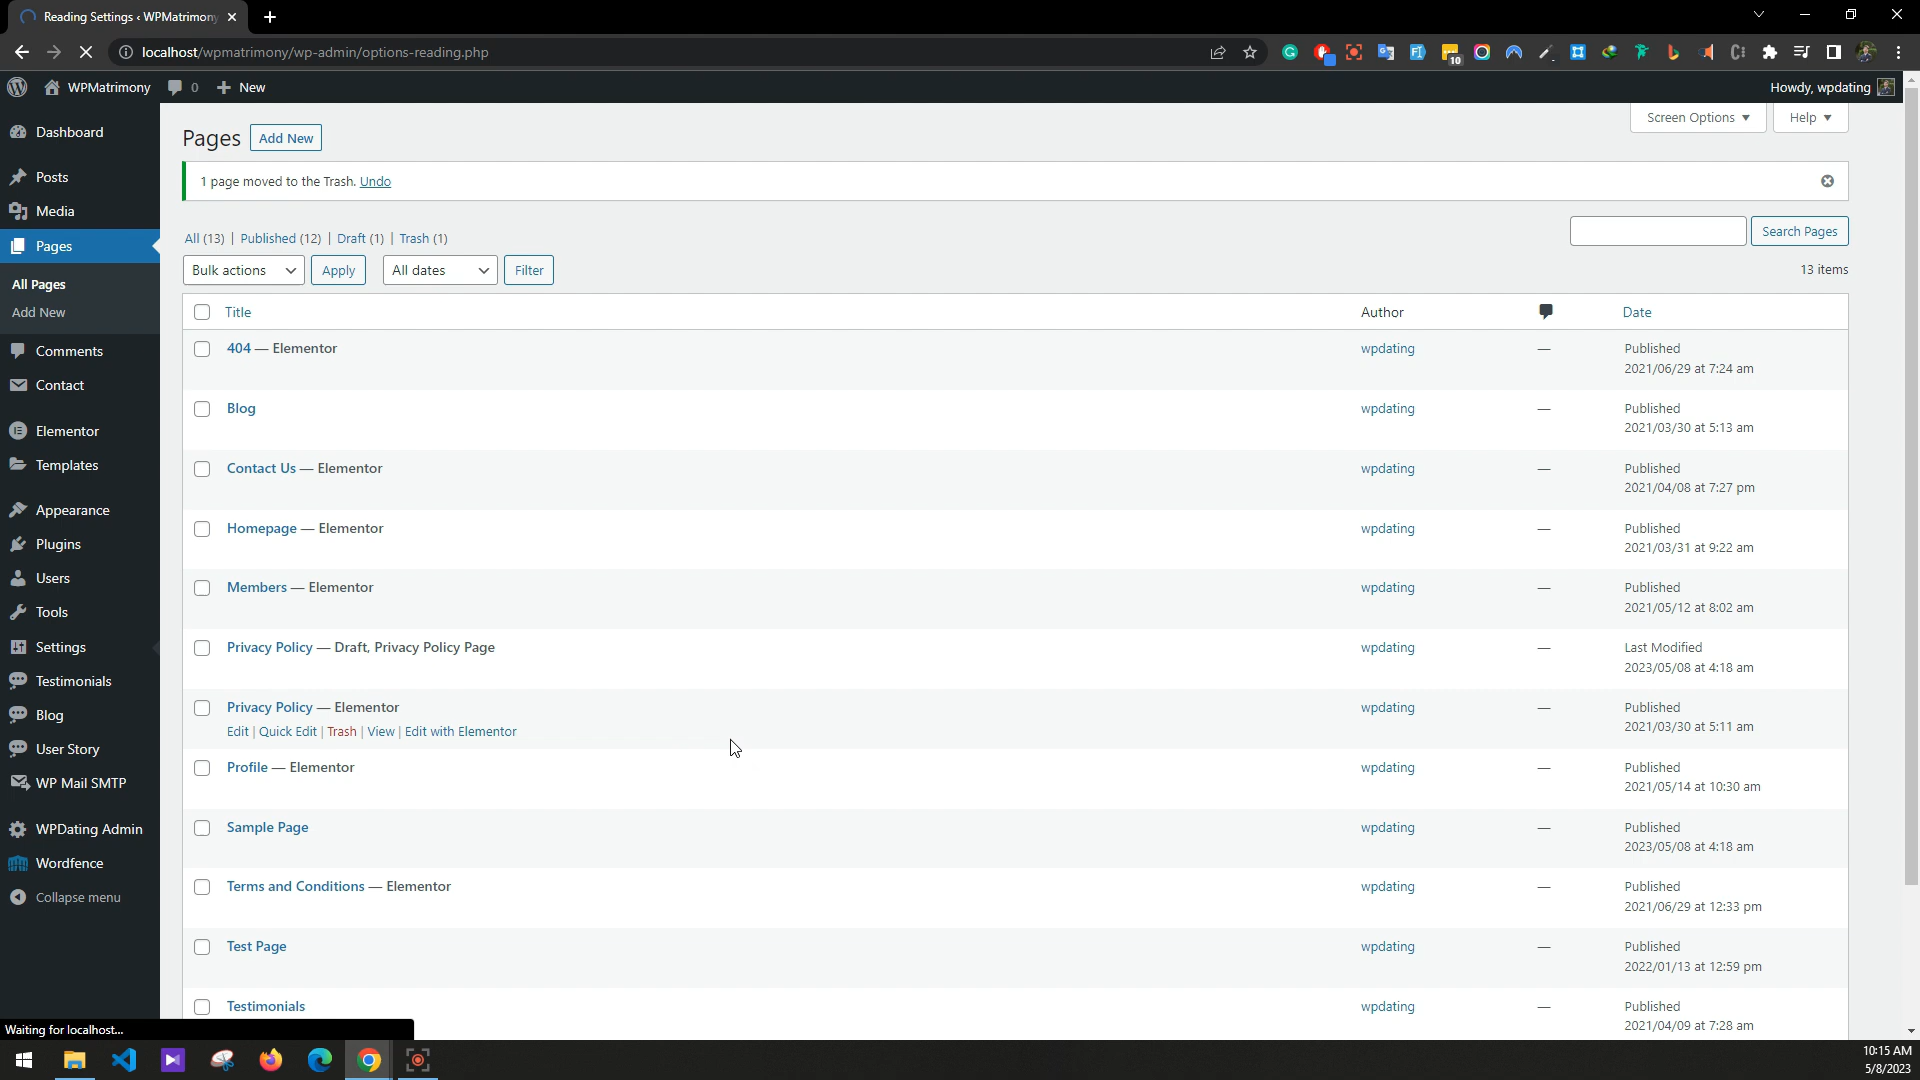 Reading Settings ‹ WPMatrimony
localhost/wpmatrimony/wp-admin/options-reading.php
10
WPMatrimony 0 New
Howdy, wpdating
Dashboard
Posts
Media
Pages
All Pages
Add New
Comments
Contact
Elementor
Templates
Appearance
Plugins
Users
Tools
Settings
Testimonials
Blog
User Story
WP Mail SMTP
WPDating Admin
Wordfence
Collapse menu
Screen Options Help
Pages Add New
1 page moved to the Trash. Undo
All (13) | Published (12) | Draft (1) | Trash (1)
Search Pages
Bulk actions Apply All dates Filter
13 items
Title Author Date
404 — Elementor wpdating — Published
2021/06/29 at 7:24 am
Blog wpdating — Published
2021/03/30 at 5:13 am
Contact Us — Elementor wpdating — Published
2021/04/08 at 7:27 pm
Homepage — Elementor wpdating — Published
2021/03/31 at 9:22 am
Members — Elementor wpdating — Published
2021/05/12 at 8:02 am
Privacy Policy — Draft, Privacy Policy Page wpdating — Last Modified
2023/05/08 at 4:18 am
Privacy Policy — Elementor wpdating — Published
Edit | Quick Edit | Trash | View | Edit with Elementor 2021/03/30 at 5:11 am
Profile — Elementor wpdating — Published
2021/05/14 at 10:30 am
Sample Page wpdating — Published
2023/05/08 at 4:18 am
Terms and Conditions — Elementor wpdating — Published
2021/06/29 at 12:33 pm
Test Page wpdating — Published
2022/01/13 at 12:59 pm
Testimonials wpdating — Published
2021/04/09 at 7:28 am
Waiting for localhost...
10:15 AM
5/8/2023